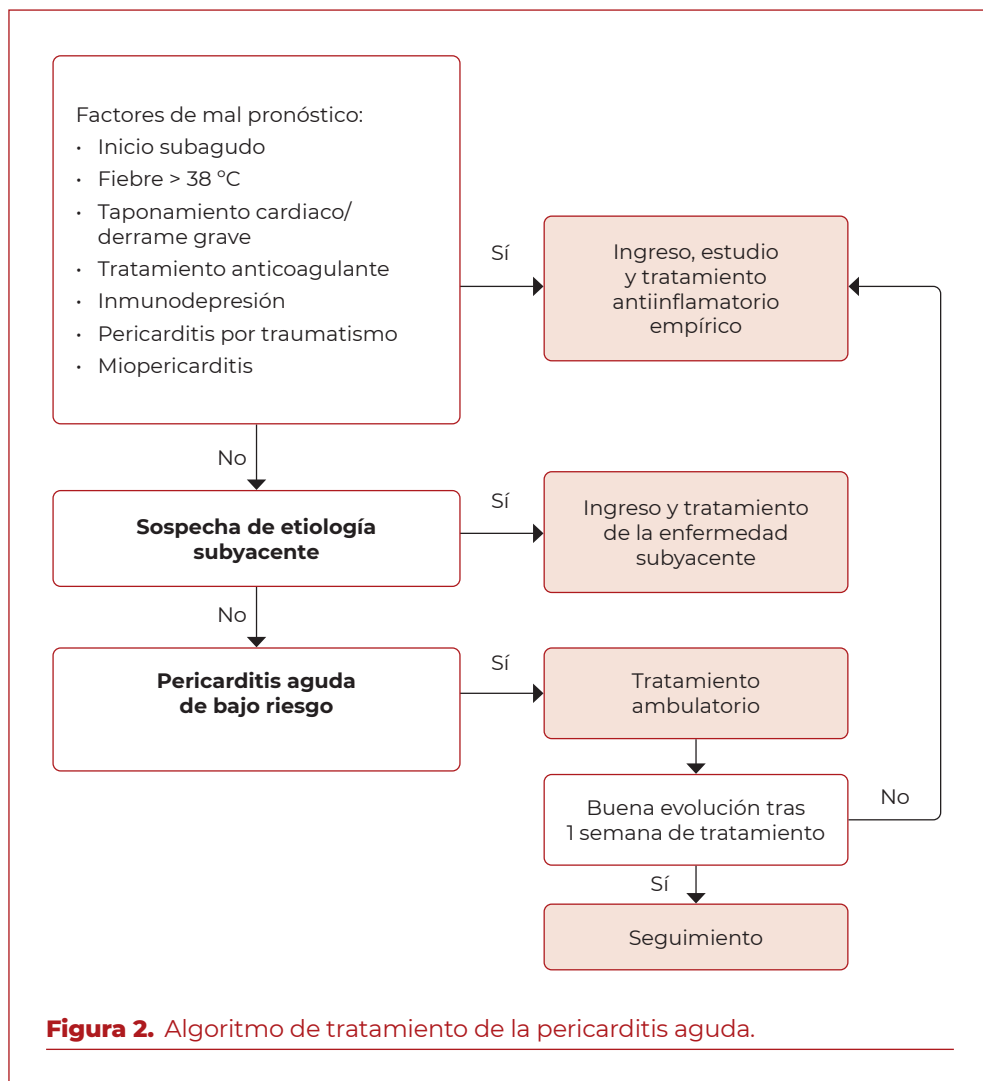 Factores de mal pronóstico:
• Inicio subagudo
• Fiebre > 38 ºC
• Taponamiento cardiaco/
derrame grave
• Tratamiento anticoagulante
• Inmunodepresión
• Pericarditis por traumatismo
• Miopericarditis
Sí
Ingreso, estudio
y tratamiento
antiinflamatorio
empírico
No
Sospecha de etiología
subyacente
Sí
Ingreso y tratamiento
de la enfermedad
subyacente
No
Pericarditis aguda
de bajo riesgo
Sí
Tratamiento
ambulatorio
Buena evolución tras
1 semana de tratamiento
No
Sí
Seguimiento
Figura 2. Algoritmo de tratamiento de la pericarditis aguda.